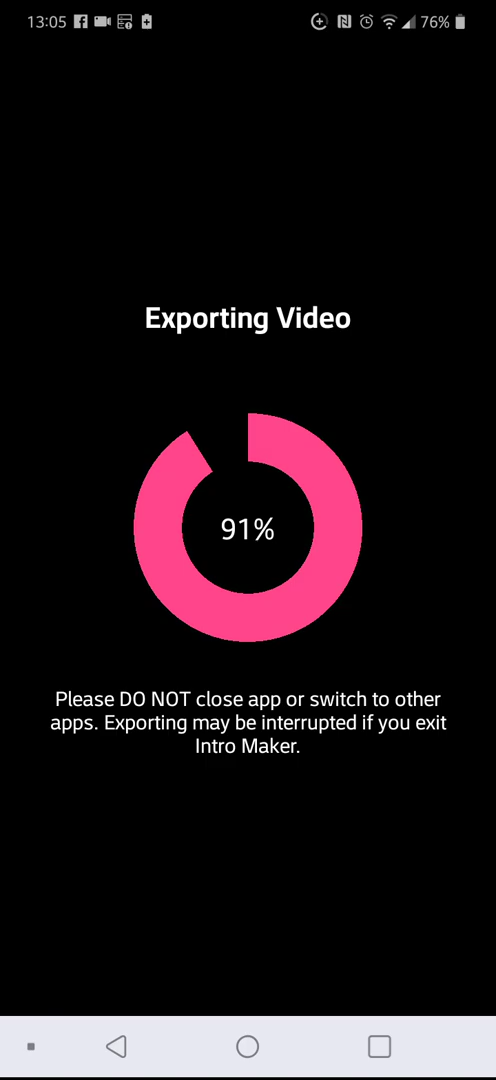 13:05 76%
Exporting Video
91%
Please DO NOT close app or switch to other
apps. Exporting may be interrupted if you exit
Intro Maker.